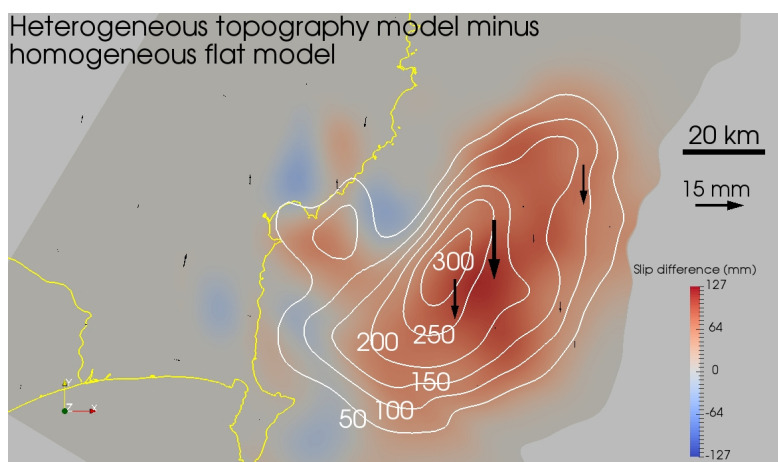 Heterogeneous topography model minus
homogeneous flat model
20 km
15 mm
Slip difference (mm)
127
64
0
-64
-127
300
250
200
150
100
50
Y
Z
X